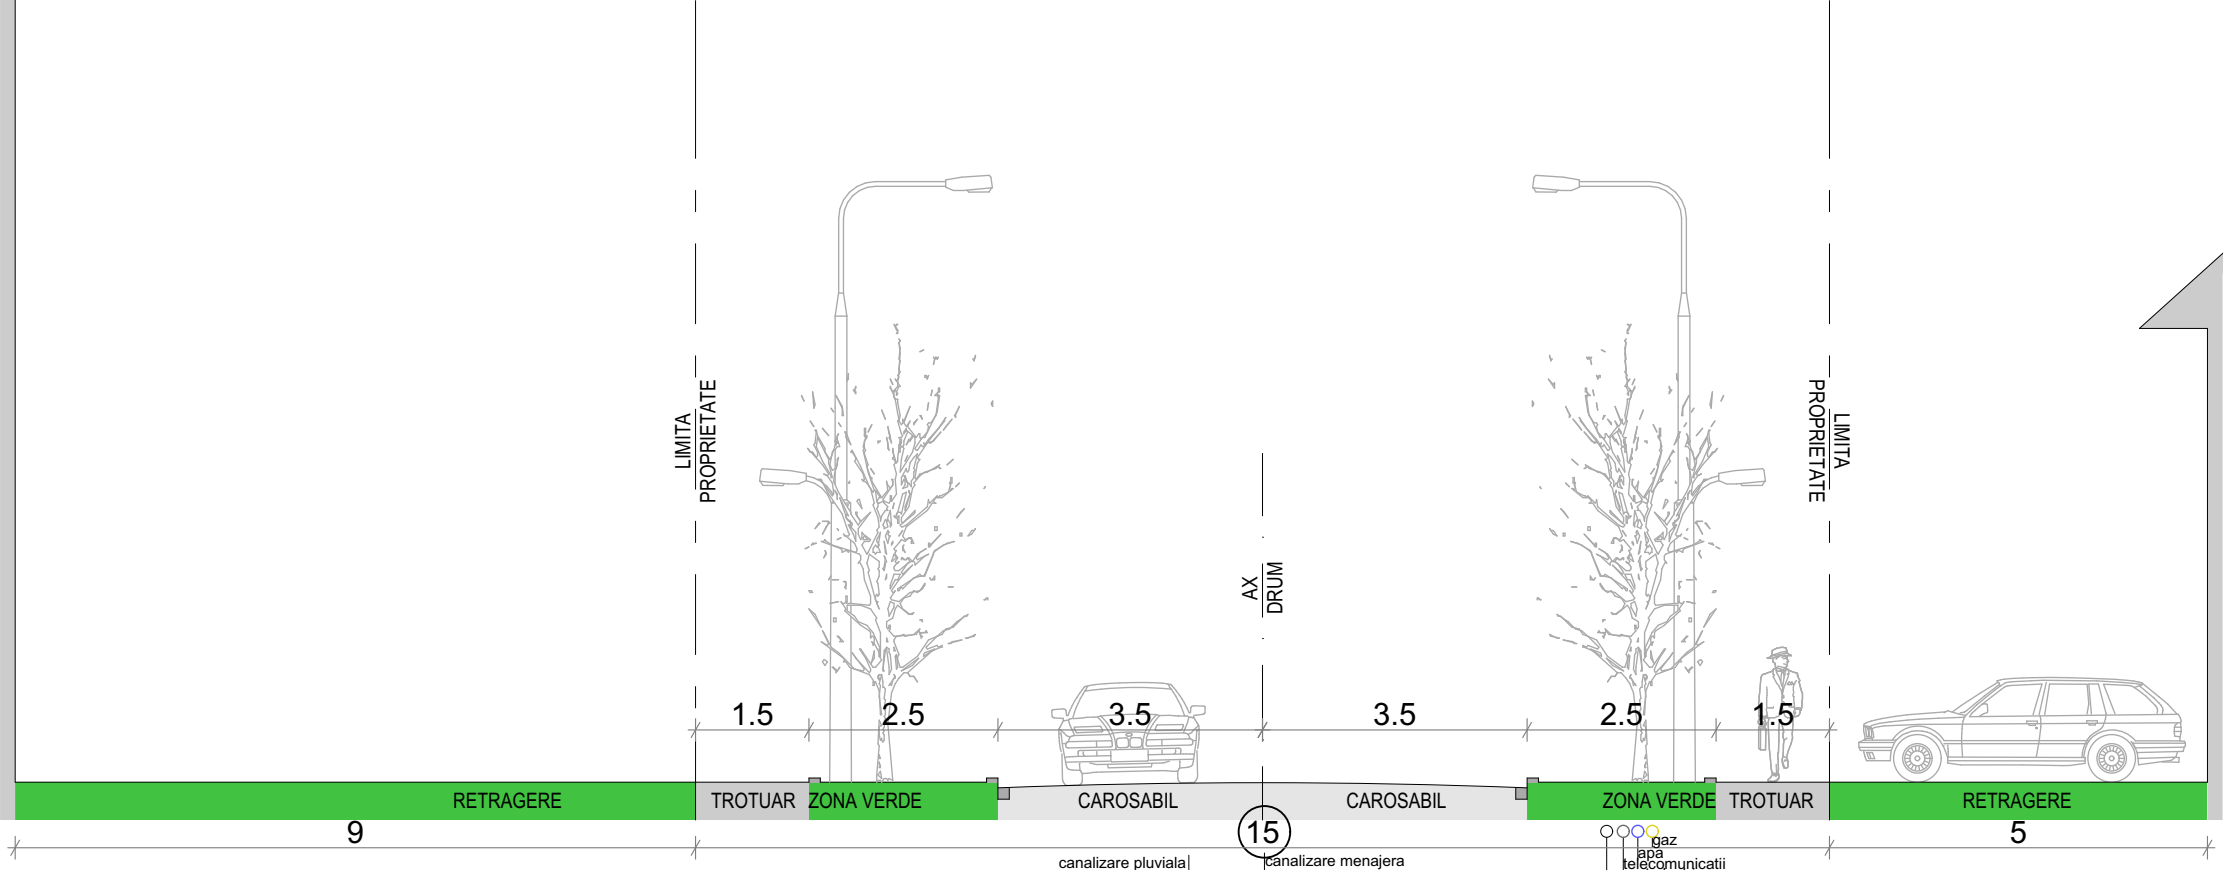 LIMITA
PROPRIETATE
AX
DRUM
PROPRIETATE
LIMITA
1.5
2.5
3.5
3.5
2.5
1.5
RETRAGERE
TROTUAR
ZONA VERDE
CAROSABIL
CAROSABIL
ZONA VERDE
TROTUAR
RETRAGERE
9
15
5
gaz
apa
telecomunicatii
canalizare pluviala
canalizare menajera